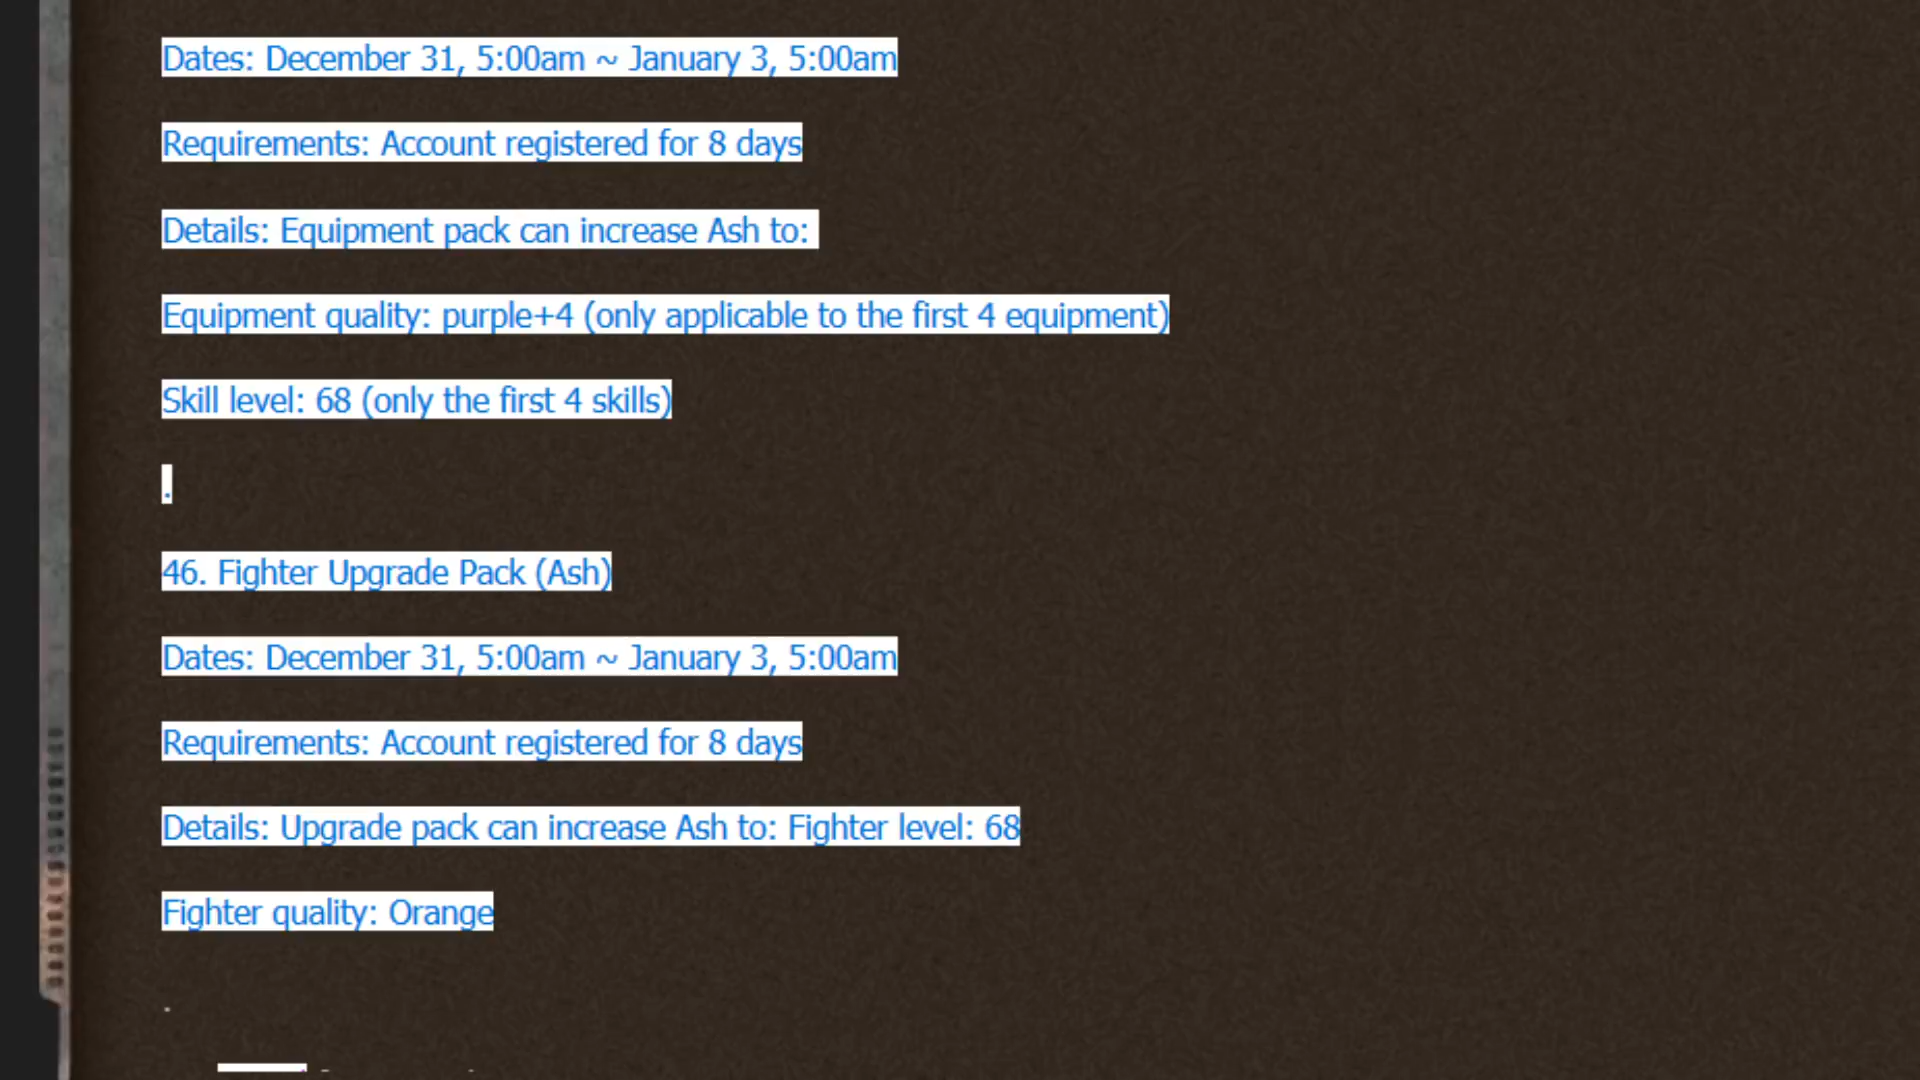 Dates: December 31, 5:00am ~ January 3, 5:00am
Requirements: Account registered for 8 days
Details: Equipment pack can increase Ash to:
Equipment quality: purple+4 (only applicable to the first 4 equipment)
Skill level: 68 (only the first 4 skills)
.
46. Fighter Upgrade Pack (Ash)
Dates: December 31, 5:00am ~ January 3, 5:00am
Requirements: Account registered for 8 days
Details: Upgrade pack can increase Ash to: Fighter level: 68
Fighter quality: Orange
.